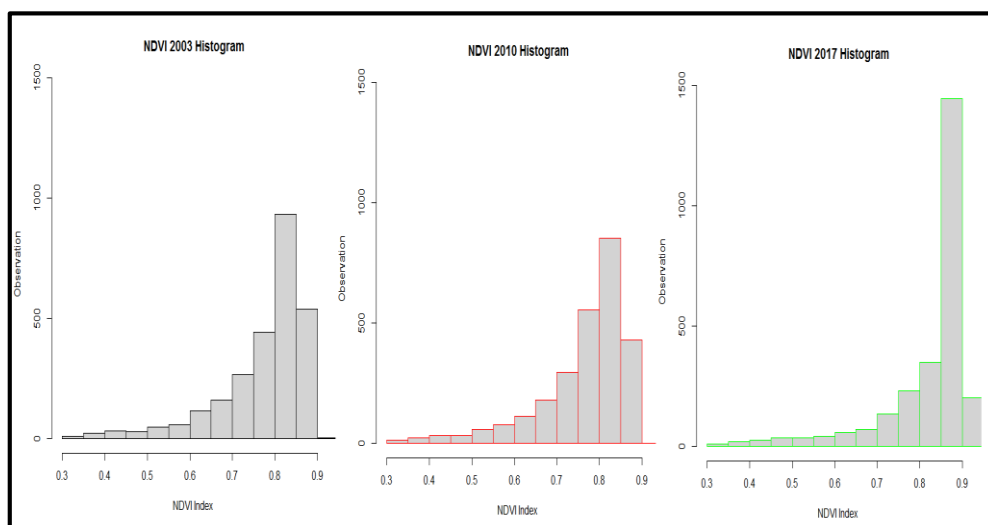 NDVI 2003 Histogram
1500
1000
500
0
Observation
0.3 0.4 0.5 0.6 0.7 0.8 0.9
NDVI Index
NDVI 2010 Histogram
1500
1000
500
0
Observation
0.3 0.4 0.5 0.6 0.7 0.8 0.9
NDVI Index
NDVI 2017 Histogram
1500
1000
500
0
Observation
0.3 0.4 0.5 0.6 0.7 0.8 0.9
NDVI Index